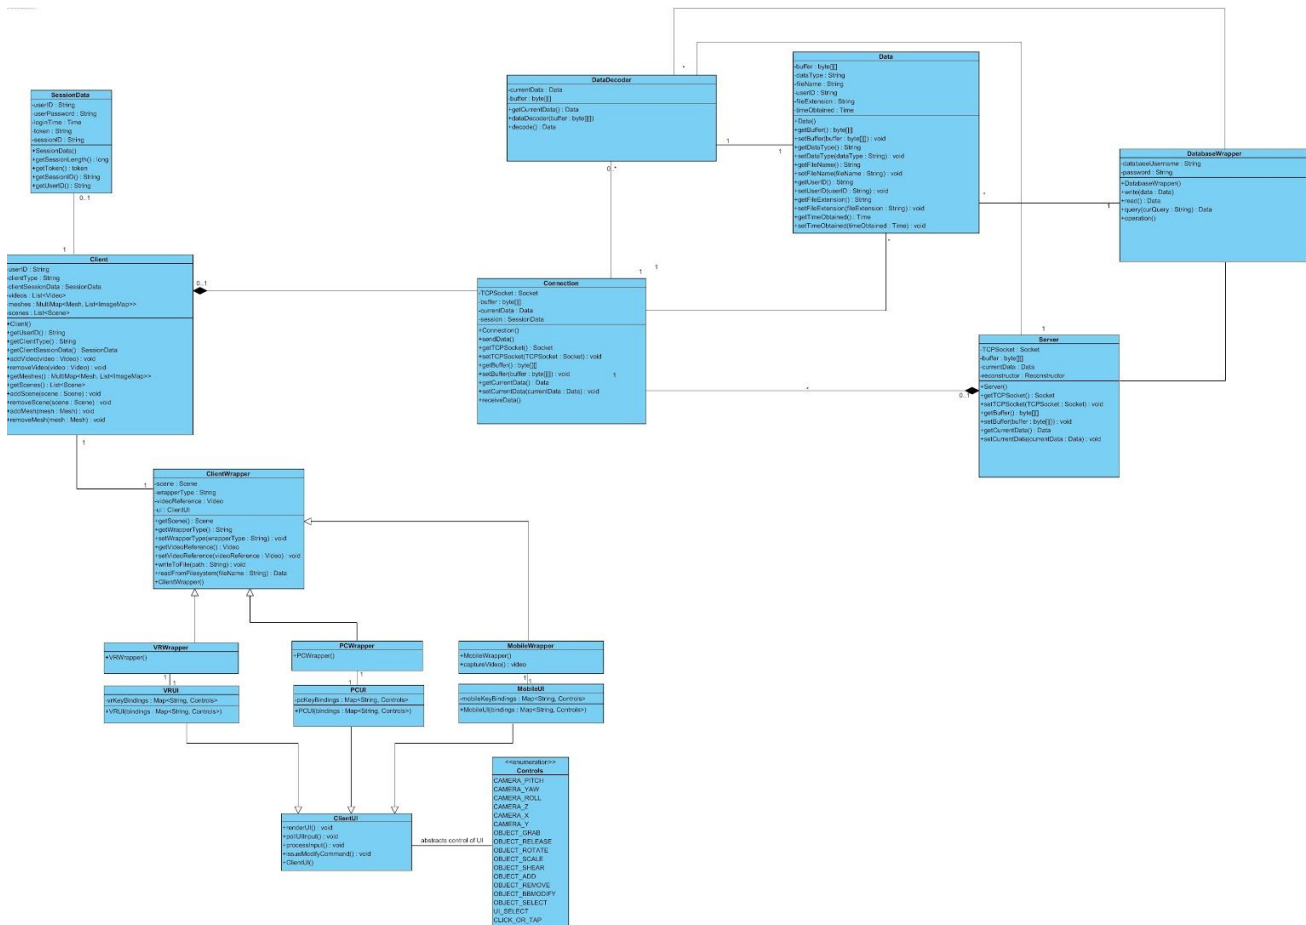 SessionData
-userID : String
-userPassword : String
-loginTime : Time
-token : String
-sessionID : String
+SessionData()
+getSessionLength() : long
+getToken() : token
+getSessionID() : String
+getUserID() : String
0..1
1
Client
-userID : String
-clientType : String
-clientSessionData : SessionData
-videos : List<Video>
-meshes : MultiMap<Mesh, List<ImageMap>>
-scenes : List<Scene>
+Client()
+getUserID() : String
+getClientType() : String
+getClientSessionData() : SessionData
+addVideo(video : Video) : void
+removeVideo(video : Video) : void
+getMeshes() : MultiMap<Mesh, List<ImageMap>>
+getScenes() : List<Scene>
+addScene(scene : Scene) : void
+removeScene(scene : Scene) : void
+addMesh(mesh : Mesh) : void
+removeMesh(mesh : Mesh) : void
0..1
1
1
DataDecoder
-currentData : Data
-buffer : byte[][]
+getCurrentData() : Data
+dataDecoder(buffer : byte[][])
+decode() : Data
*
1
1
0..*
1
1
Data
-buffer : byte[][]
-dataType : String
-fileName : String
-userID : String
-fileExtension : String
-timeObtained : Time
+Data()
+getBuffer() : byte[][]
+setBuffer(buffer : byte[][]) : void
+getDataType() : String
+setDataType(dataType : String) : void
+getFileName() : String
+setFileName(fileName : String) : void
+getUserID() : String
+setUserID(userID : String) : void
+getFileExtension() : String
+setFileExtension(fileExtension : String) : void
+getTimeObtained() : Time
+setTimeObtained(timeObtained : Time) : void
*
*
1
DatabaseWrapper
-databaseUsername : String
-password : String
+DatabaseWrapper()
+write(data : Data)
+read() : Data
+query(curQuery : String) : Data
+operation()
Connection
-TCPSocket : Socket
-buffer : byte[][]
-currentData : Data
-session : SessionData
+Connection()
+sendData()
+getTCPSocket() : Socket
+setTCPSocket(TCPSocket : Socket) : void
+getBuffer() : byte[][]
+setBuffer(buffer : byte[][]) : void
+getCurrentData() : Data
+setCurrentData(currentData : Data) : void
+receiveData()
1
*
0..1
1
Server
-TCPSocket : Socket
-buffer : byte[][]
-currentData : Data
-reconstructor : Reconstructor
+Server()
+getTCPSocket() : Socket
+setTCPSocket(TCPSocket : Socket) : void
+getBuffer() : byte[][]
+setBuffer(buffer : byte[][]) : void
+getCurrentData() : Data
+setCurrentData(currentData : Data) : void
ClientWrapper
-scene : Scene
-wrapperType : String
-videoReference : Video
-ui : ClientUI
+getScene() : Scene
+getWrapperType() : String
+setWrapperType(wrapperType : String) : void
+getVideoReference() : Video
+setVideoReference(videoReference : Video) : void
+writeToFile(path : String) : void
+readFromFilesystem(fileName : String) : Data
+ClientWrapper()
VRWrapper
+VRWrapper()
1
1
VRUI
-vrKeyBindings : Map<String, Controls>
+VRUI(bindings : Map<String, Controls>)
PCWrapper
+PCWrapper()
1
1
PCUI
-pcKeyBindings : Map<String, Controls>
+PCUI(bindings : Map<String, Controls>)
MobileWrapper
+MobileWrapper()
+captureVideo() : video
1
1
MobileUI
-mobileKeyBindings : Map<String, Controls>
+MobileUI(bindings : Map<String, Controls>)
ClientUI
+renderUI() : void
+pollUIInput() : void
+processInput() : void
+issueModifyCommand() : void
+ClientUI()
abstracts control of UI
<<enumeration>>
Controls
CAMERA_PITCH
CAMERA_YAW
CAMERA_ROLL
CAMERA_Z
CAMERA_X
CAMERA_Y
OBJECT_GRAB
OBJECT_RELEASE
OBJECT_ROTATE
OBJECT_SCALE
OBJECT_SHEAR
OBJECT_ADD
OBJECT_REMOVE
OBJECT_BBMODIFY
OBJECT_SELECT
UI_SELECT
CLICK_OR_TAP